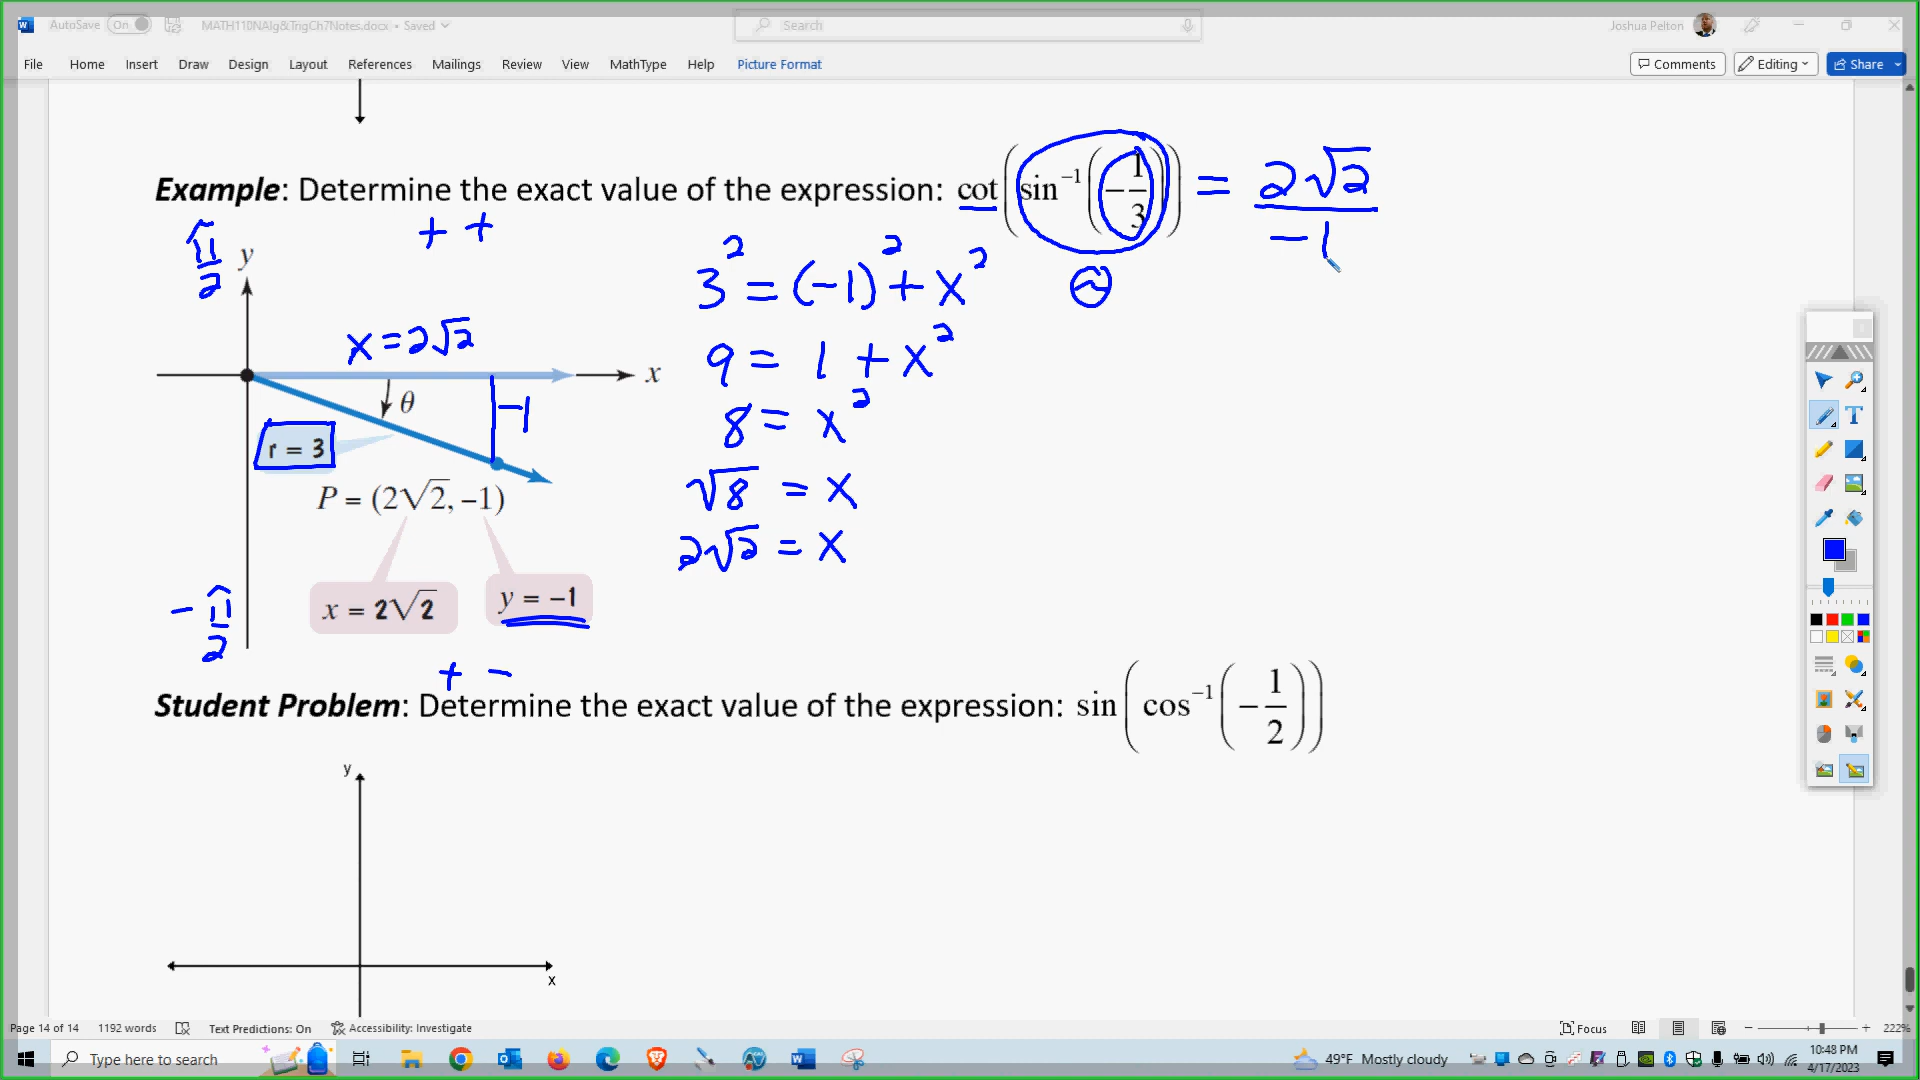 AutoSave On MATH110NAlg&TrigCh7Notes.docx • Saved Search Joshua Pelton
File Home Insert Draw Design Layout References Mailings Review View MathType Help Picture Format Comments Editing Share
Example: Determine the exact value of the expression: cot(sin⁻¹(−1/3)) = 2√2/−1
+ +
π/2
y
3² = (−1)² + x²
θ
x = 2√2
9 = 1 + x²
x
θ
−1
8 = x²
r = 3
P = (2√2, −1)
√8 = x
2√2 = x
x = 2√2 y = −1
−π/2
+ −
Student Problem: Determine the exact value of the expression: sin(cos⁻¹(−1/2))
y
x
Page 14 of 14 1192 words Text Predictions: On Accessibility: Investigate Focus 222%
Type here to search 49°F Mostly cloudy 10:48 PM
4/17/2023